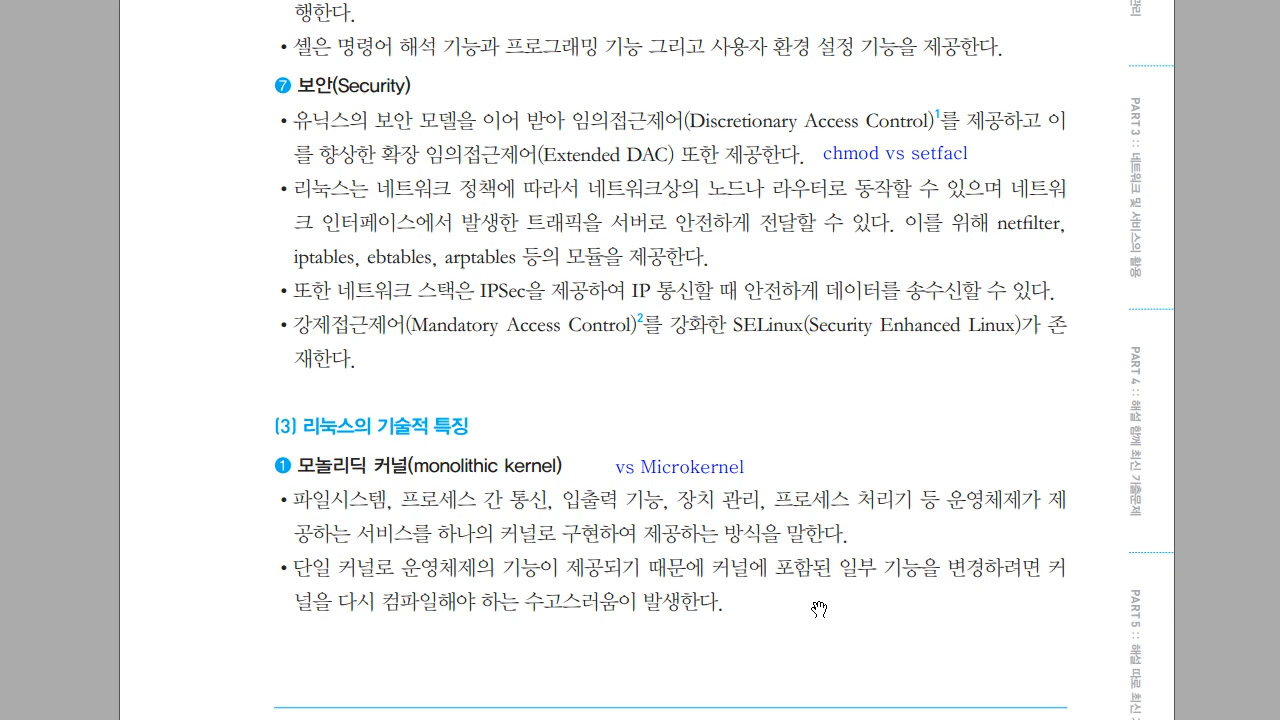 행한다.
• 셸은 명령어 해석 기능과 프로그래밍 기능 그리고 사용자 환경 설정 기능을 제공한다.
❼ 보안(Security)
• 유닉스의 보안 모델을 이어 받아 임의접근제어(Discretionary Access Control)1를 제공하고 이
를 향상한 확장 임의접근제어(Extended DAC) 또한 제공한다. chmod vs setfacl
• 리눅스는 네트워크 정책에 따라서 네트워크상의 노드나 라우터로 동작할 수 있으며 네트워
크 인터페이스에서 발생한 트래픽을 서버로 안전하게 전달할 수 있다. 이를 위해 netfilter,
iptables, ebtables, arptables 등의 모듈을 제공한다.
• 또한 네트워크 스택은 IPSec을 제공하여 IP 통신할 때 안전하게 데이터를 송수신할 수 있다.
• 강제접근제어(Mandatory Access Control)2를 강화한 SELinux(Security Enhanced Linux)가 존
재한다.
(3) 리눅스의 기술적 특징
❶ 모놀리딕 커널(monolithic kernel) vs Microkernel
• 파일시스템, 프로세스 간 통신, 입출력 기능, 장치 관리, 프로세스 처리기 등 운영체제가 제
공하는 서비스를 하나의 커널로 구현하여 제공하는 방식을 말한다.
• 단일 커널로 운영체제의 기능이 제공되기 때문에 커널에 포함된 일부 기능을 변경하려면 커
널을 다시 컴파일해야 하는 수고스러움이 발생한다.
관리
PART 3 :: 네트워크 및 서비스의 활용
PART 4 :: 해설 함께 최신 기출문제
PART 5 :: 해설 따로 최신